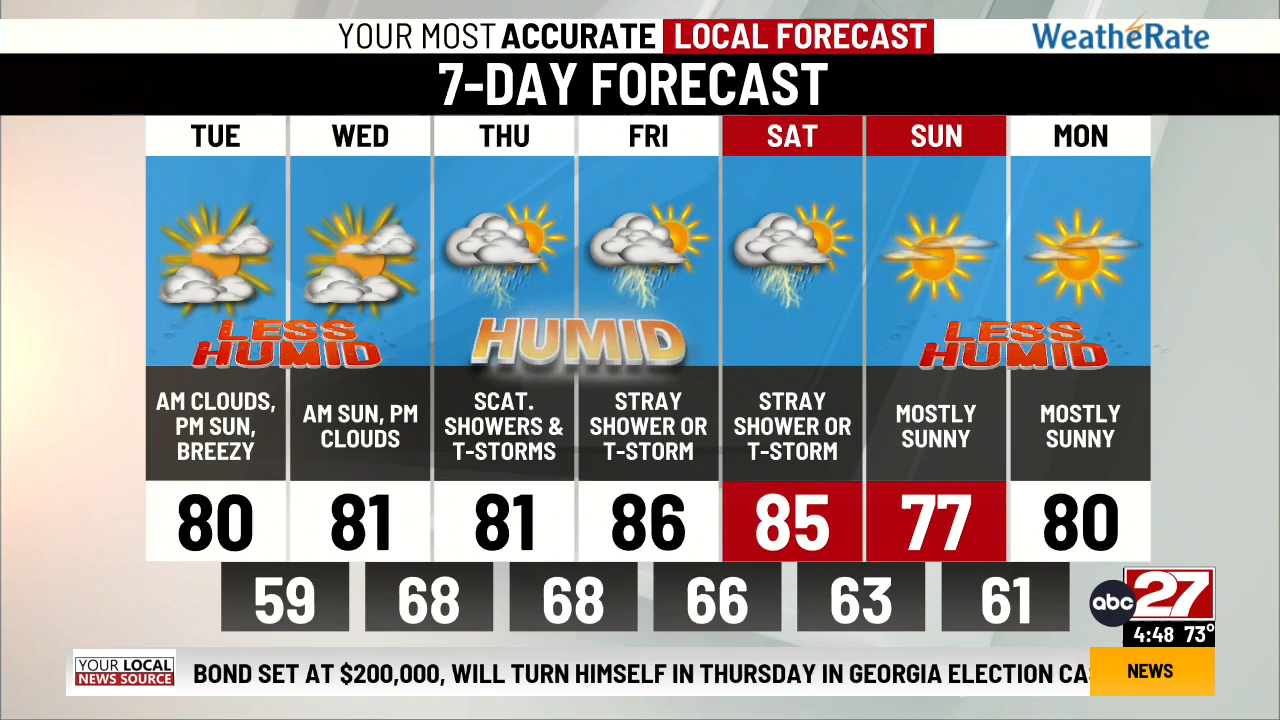 YOUR MOST ACCURATE LOCAL FORECAST
WeatheRate
7-DAY FORECAST
TUE WED THU FRI SAT SUN MON
LESS
HUMID
HUMID
LESS
HUMID
AM CLOUDS,
PM SUN,
BREEZY
AM SUN, PM
CLOUDS
SCAT.
SHOWERS &
T-STORMS
STRAY
SHOWER OR
T-STORM
STRAY
SHOWER OR
T-STORM
MOSTLY
SUNNY
MOSTLY
SUNNY
80 81 81 86 85 77 80
59 68 68 66 63 61
abc 27
4:48 73°
YOUR LOCAL
NEWS SOURCE
BOND SET AT $200,000, WILL TURN HIMSELF IN THURSDAY IN GEORGIA ELECTION CA
NEWS